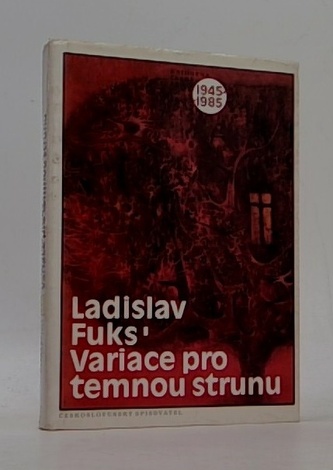 1945
1985
Ladislav
Fuks
Variace pro
temnou strunu
ČESKOSLOVENSKÝ SPISOVATEL